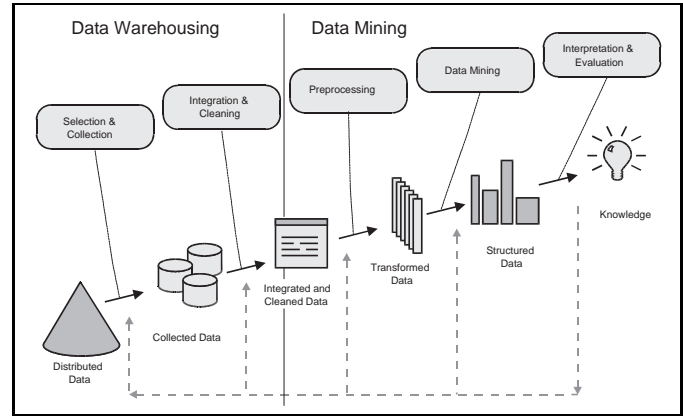 Data Warehousing
Data Mining
Interpretation &
Evaluation
Data Mining
Preprocessing
Integration &
Cleaning
Selection &
Collection
Knowledge
Structured
Data
Transformed
Data
Integrated and
Cleaned Data
Collected Data
Distributed
Data